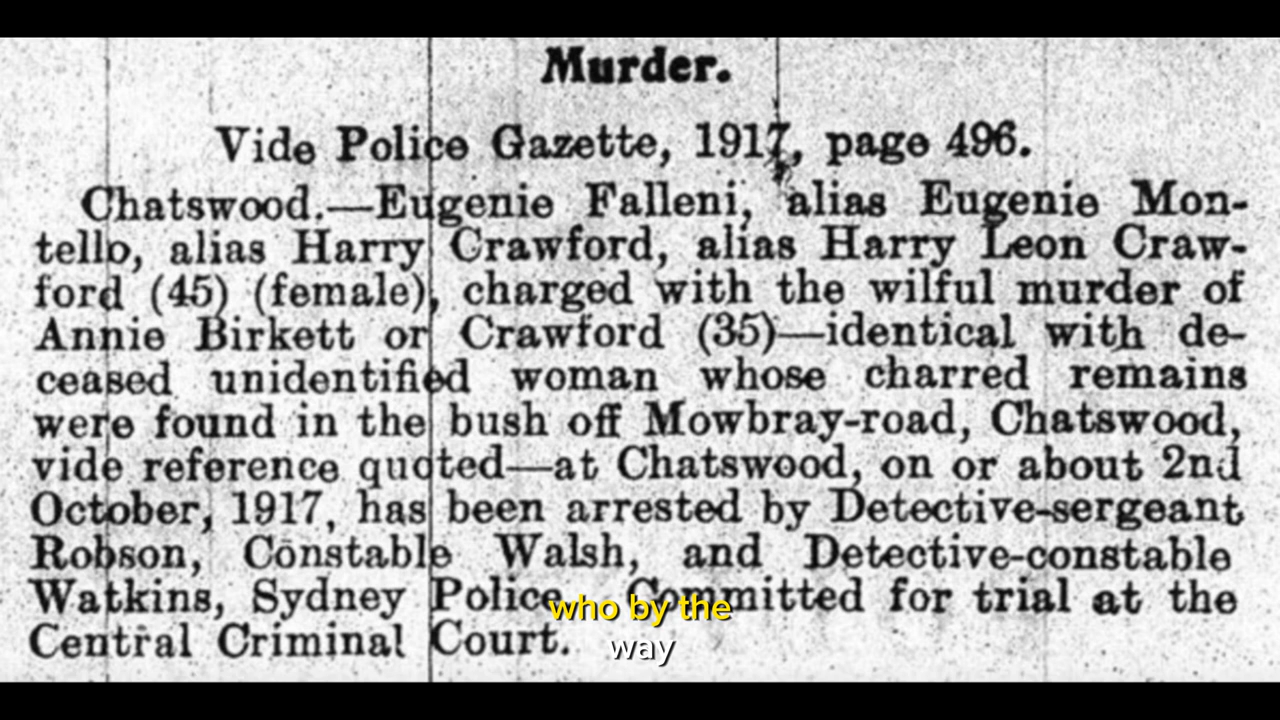 Murder.
Vide Police Gazette, 1917, page 496.
Chatswood.—Eugenie Falleni, alias Eugenie Mon-
tello, alias Harry Crawford, alias Harry Leon Craw-
ford (45) (female), charged with the wilful murder of
Annie Birkett or Crawford (35)—identical with de-
ceased unidentified woman whose charred remains
were found in the bush off Mowbray-road, Chatswood,
vide reference quoted—at Chatswood, on or about 2nd
October, 1917, has been arrested by Detective-sergeant
Robson, Constable Walsh, and Detective-constable
Watkins, Sydney Police. Committed for trial at the
Central Criminal Court.
who by the
way